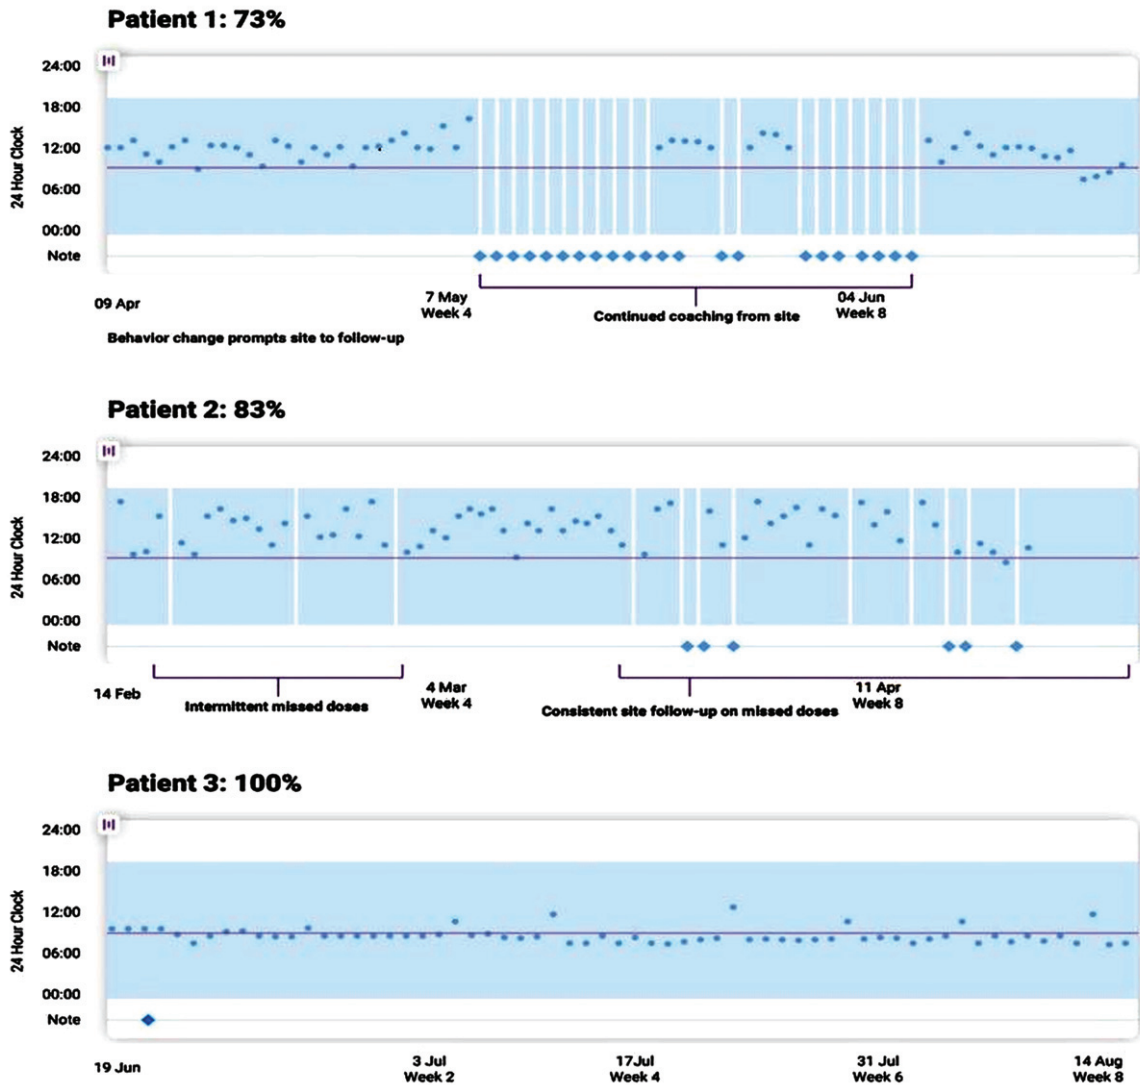 Patient 1: 73%
24:00
18:00
12:00
06:00
00:00
Note
24 Hour Clock
09 Apr
7 May
Week 4
04 Jun
Week 8
Continued coaching from site
Behavior change prompts site to follow-up
Patient 2: 83%
24:00
18:00
12:00
06:00
00:00
Note
24 Hour Clock
14 Feb
Intermittent missed doses
4 Mar
Week 4
Consistent site follow-up on missed doses
11 Apr
Week 8
Patient 3: 100%
24:00
18:00
12:00
06:00
00:00
Note
24 Hour Clock
19 Jun
3 Jul
Week 2
17Jul
Week 4
31 Jul
Week 6
14 Aug
Week 8